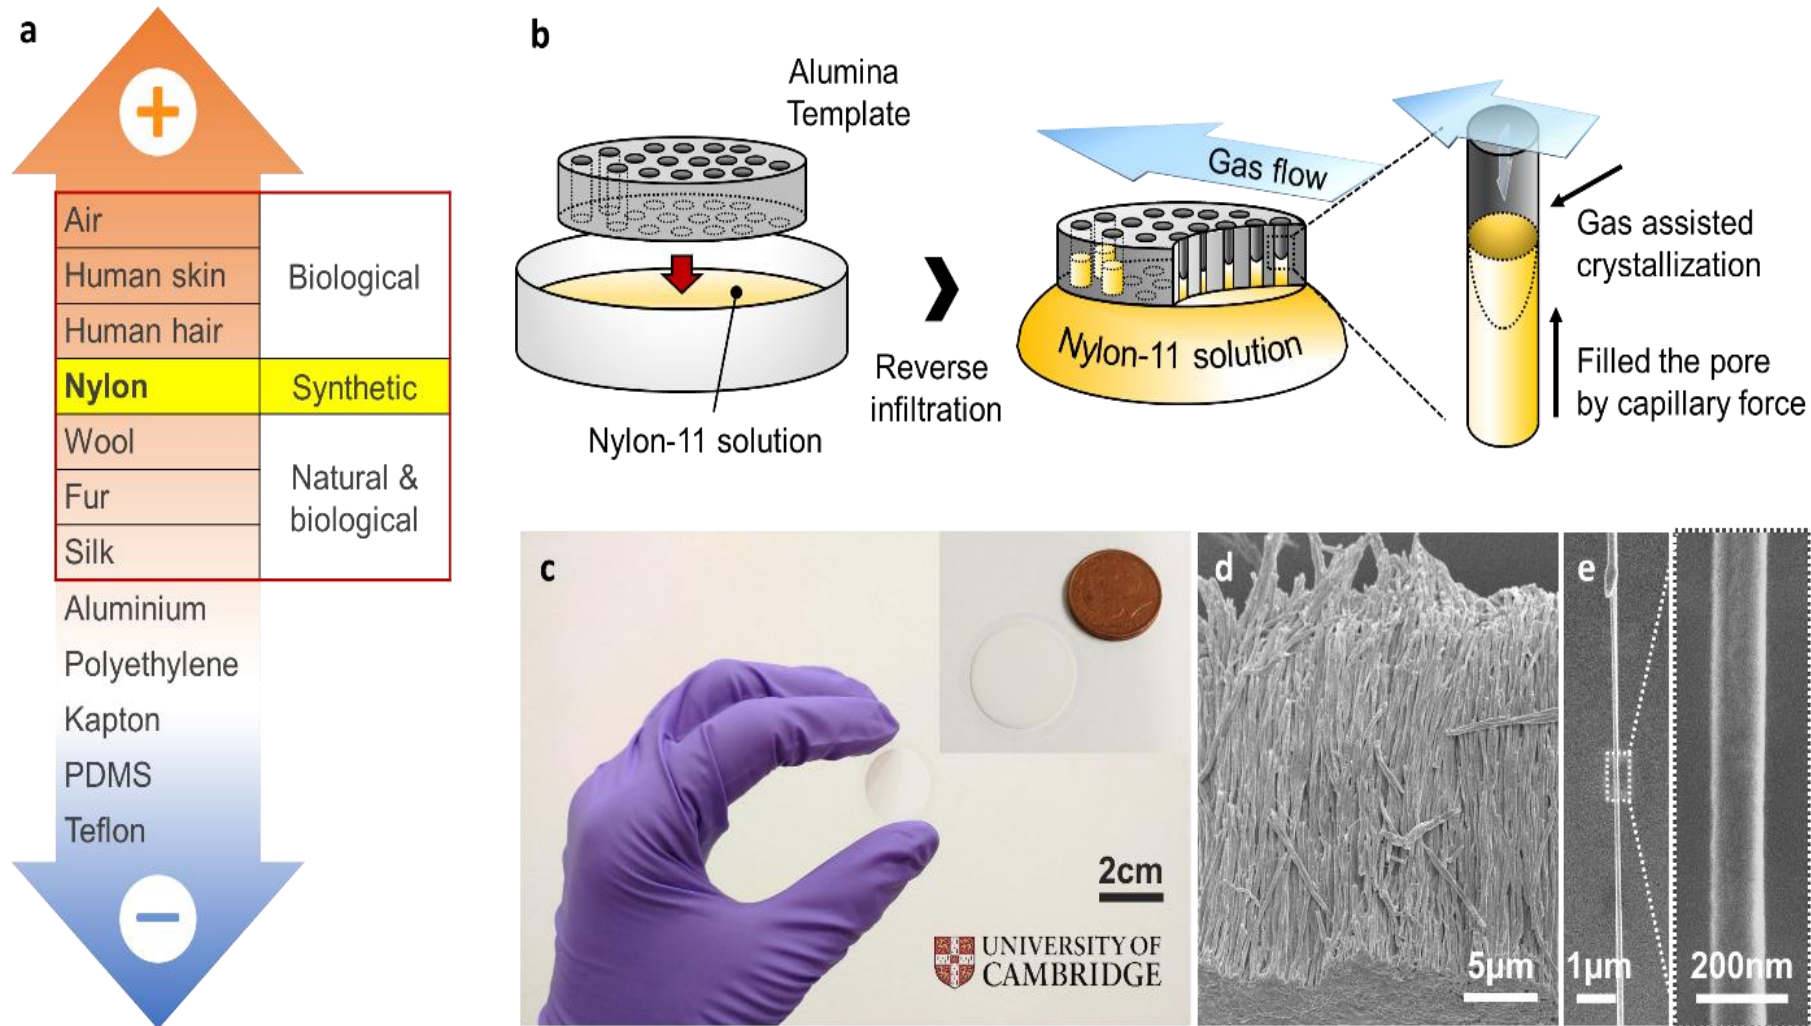 a
+
Air
Human skin
Human hair
Biological
Nylon
Synthetic
Wool
Fur
Silk
Natural &
biological
Aluminium
Polyethylene
Kapton
PDMS
Teflon
−
b
Alumina
Template
Nylon-11 solution
Reverse
infiltration
Gas flow
Nylon-11 solution
Gas assisted
crystallization
Filled the pore
by capillary force
c
2cm
UNIVERSITY OF
CAMBRIDGE
d
5μm
e
1μm
200nm